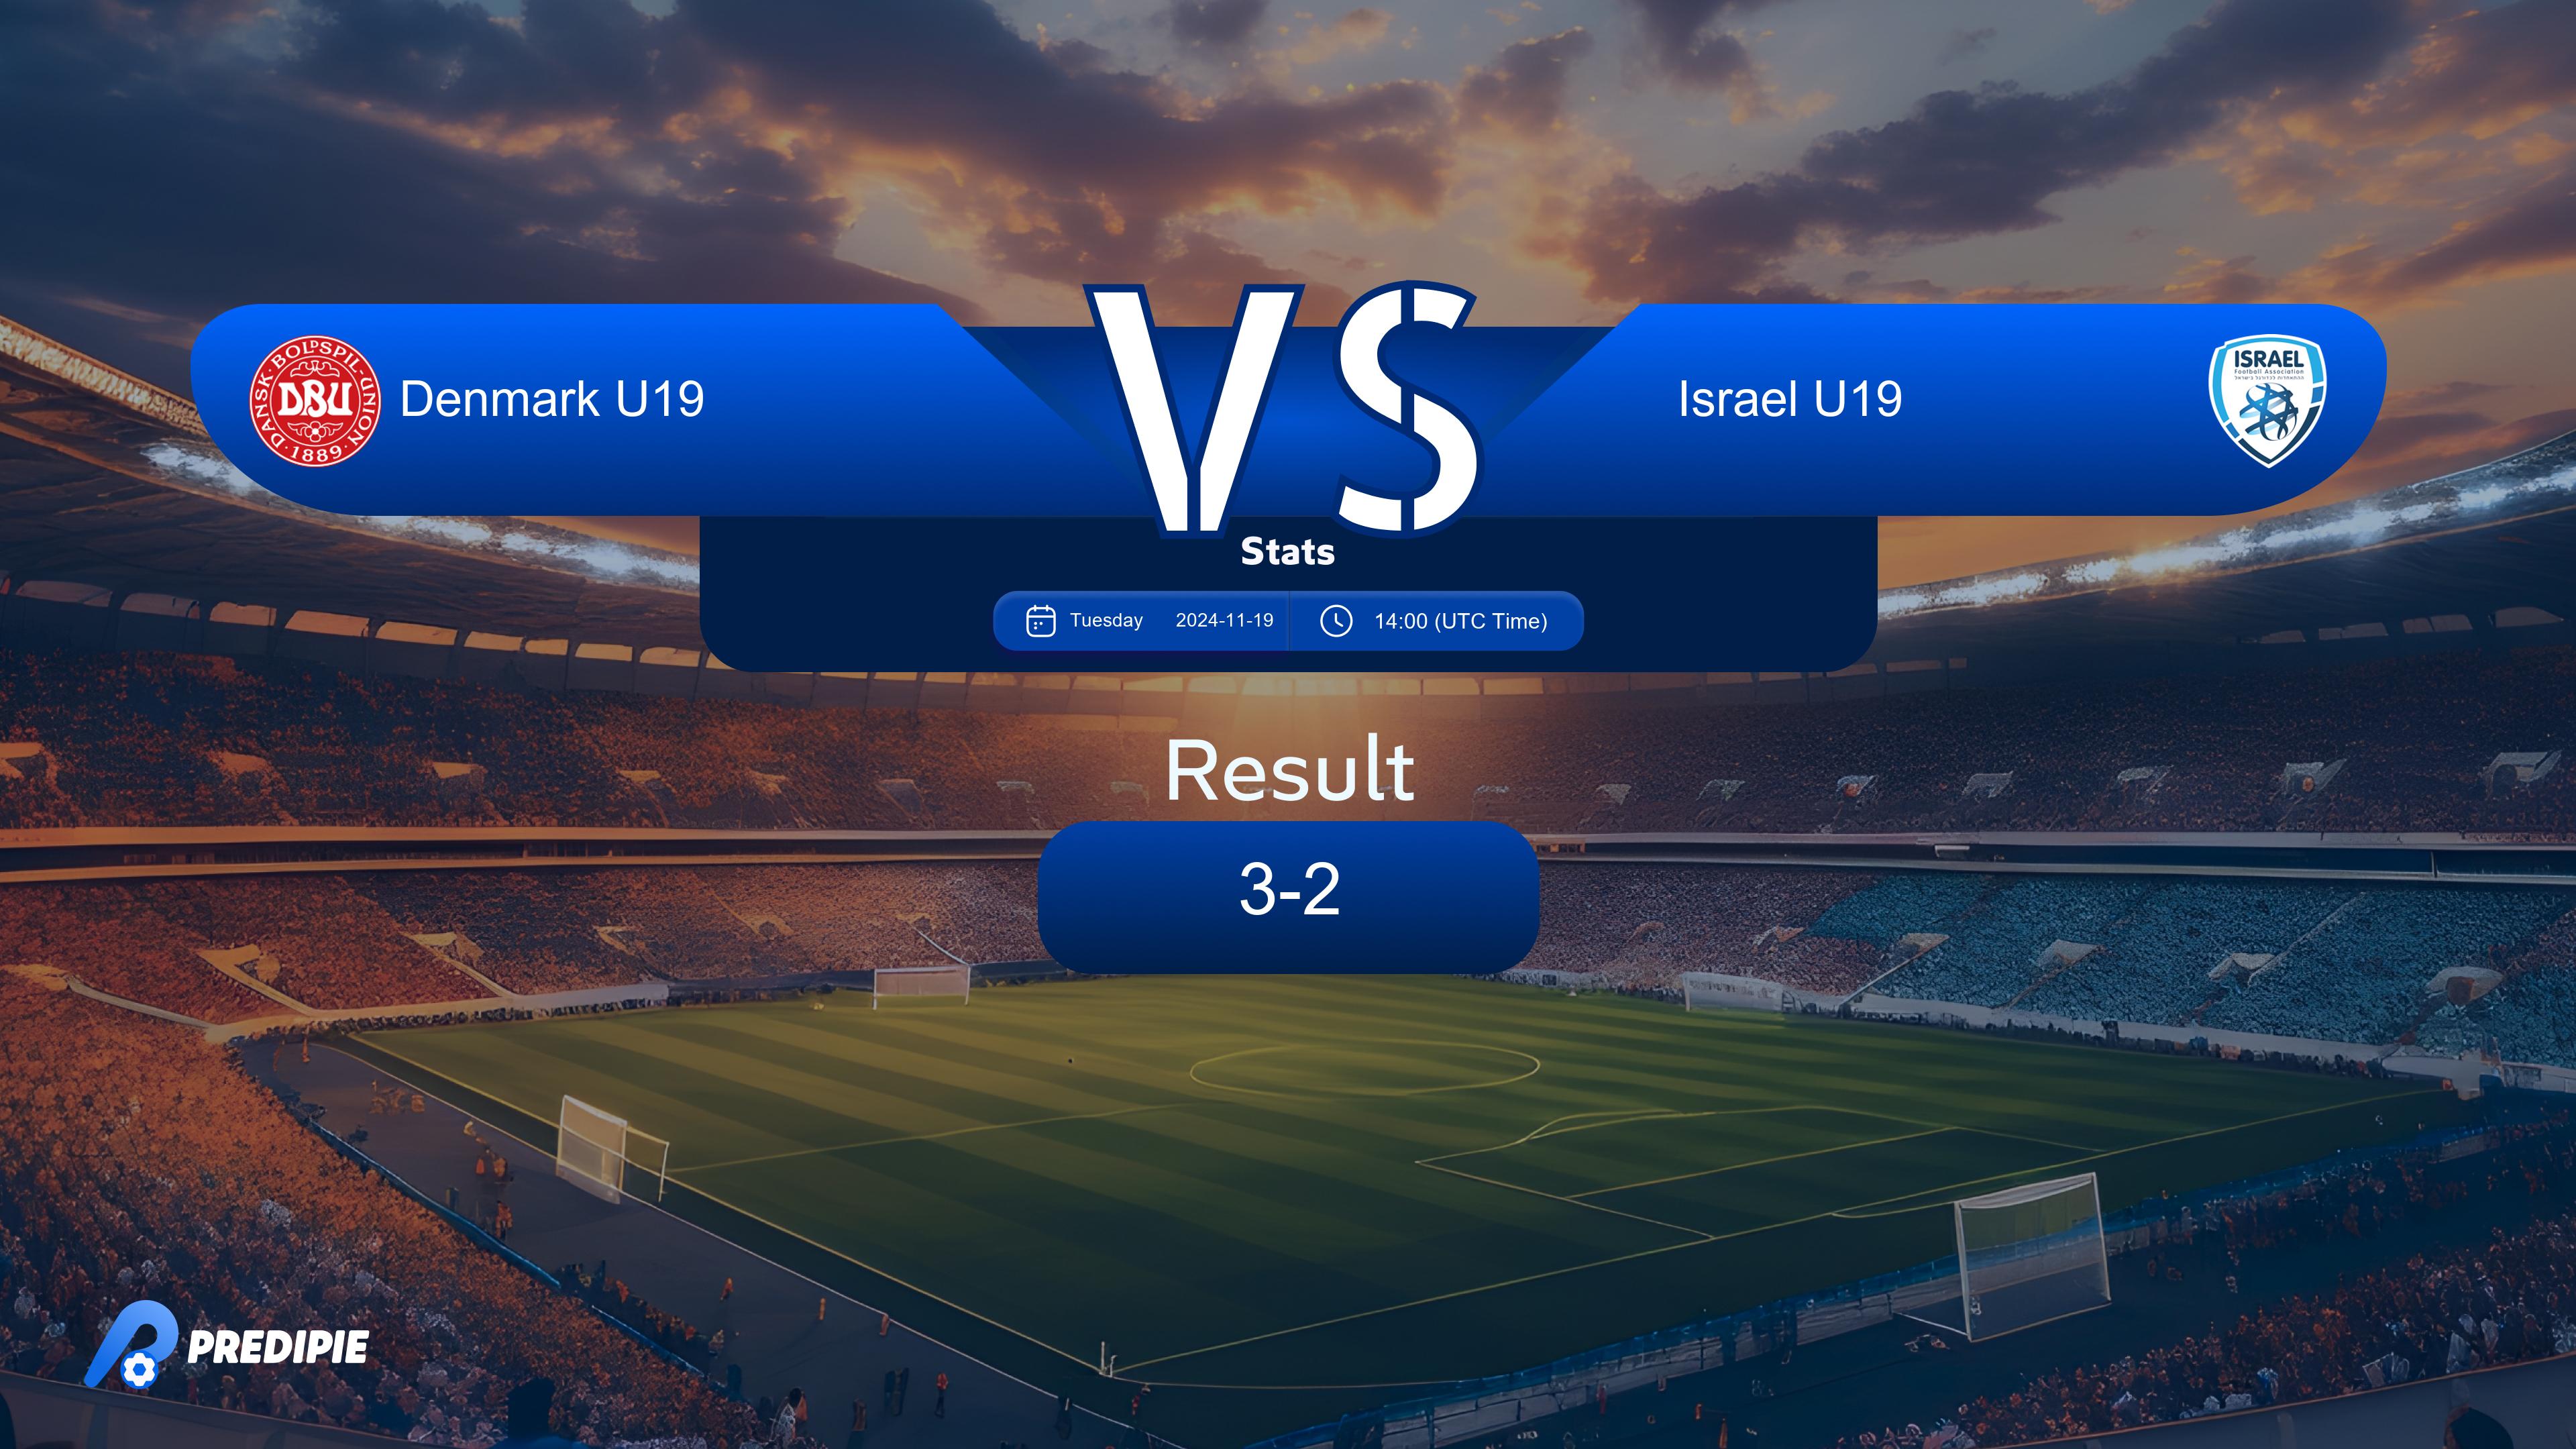 VS
DANSK·BOLDSPIL-UNION
DBU
·1889·
Denmark U19
Israel U19
ISRAEL
Football Association
Stats
Tuesday 2024-11-19 14:00 (UTC Time)
Result
3-2
PREDIPIE